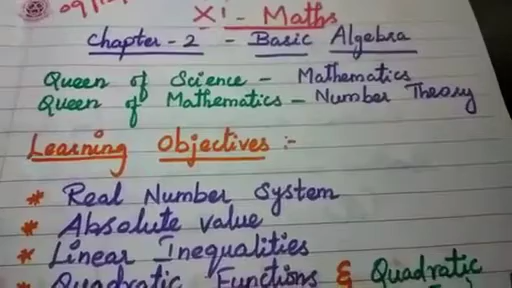 XI - Maths
Chapter - 2 - Basic Algebra
Queen of Science - Mathematics
Queen of Mathematics - Number Theory
Learning Objectives :-
* Real Number System
* Absolute value
* Linear Inequalities
* Quadratic Functions & Quadratic